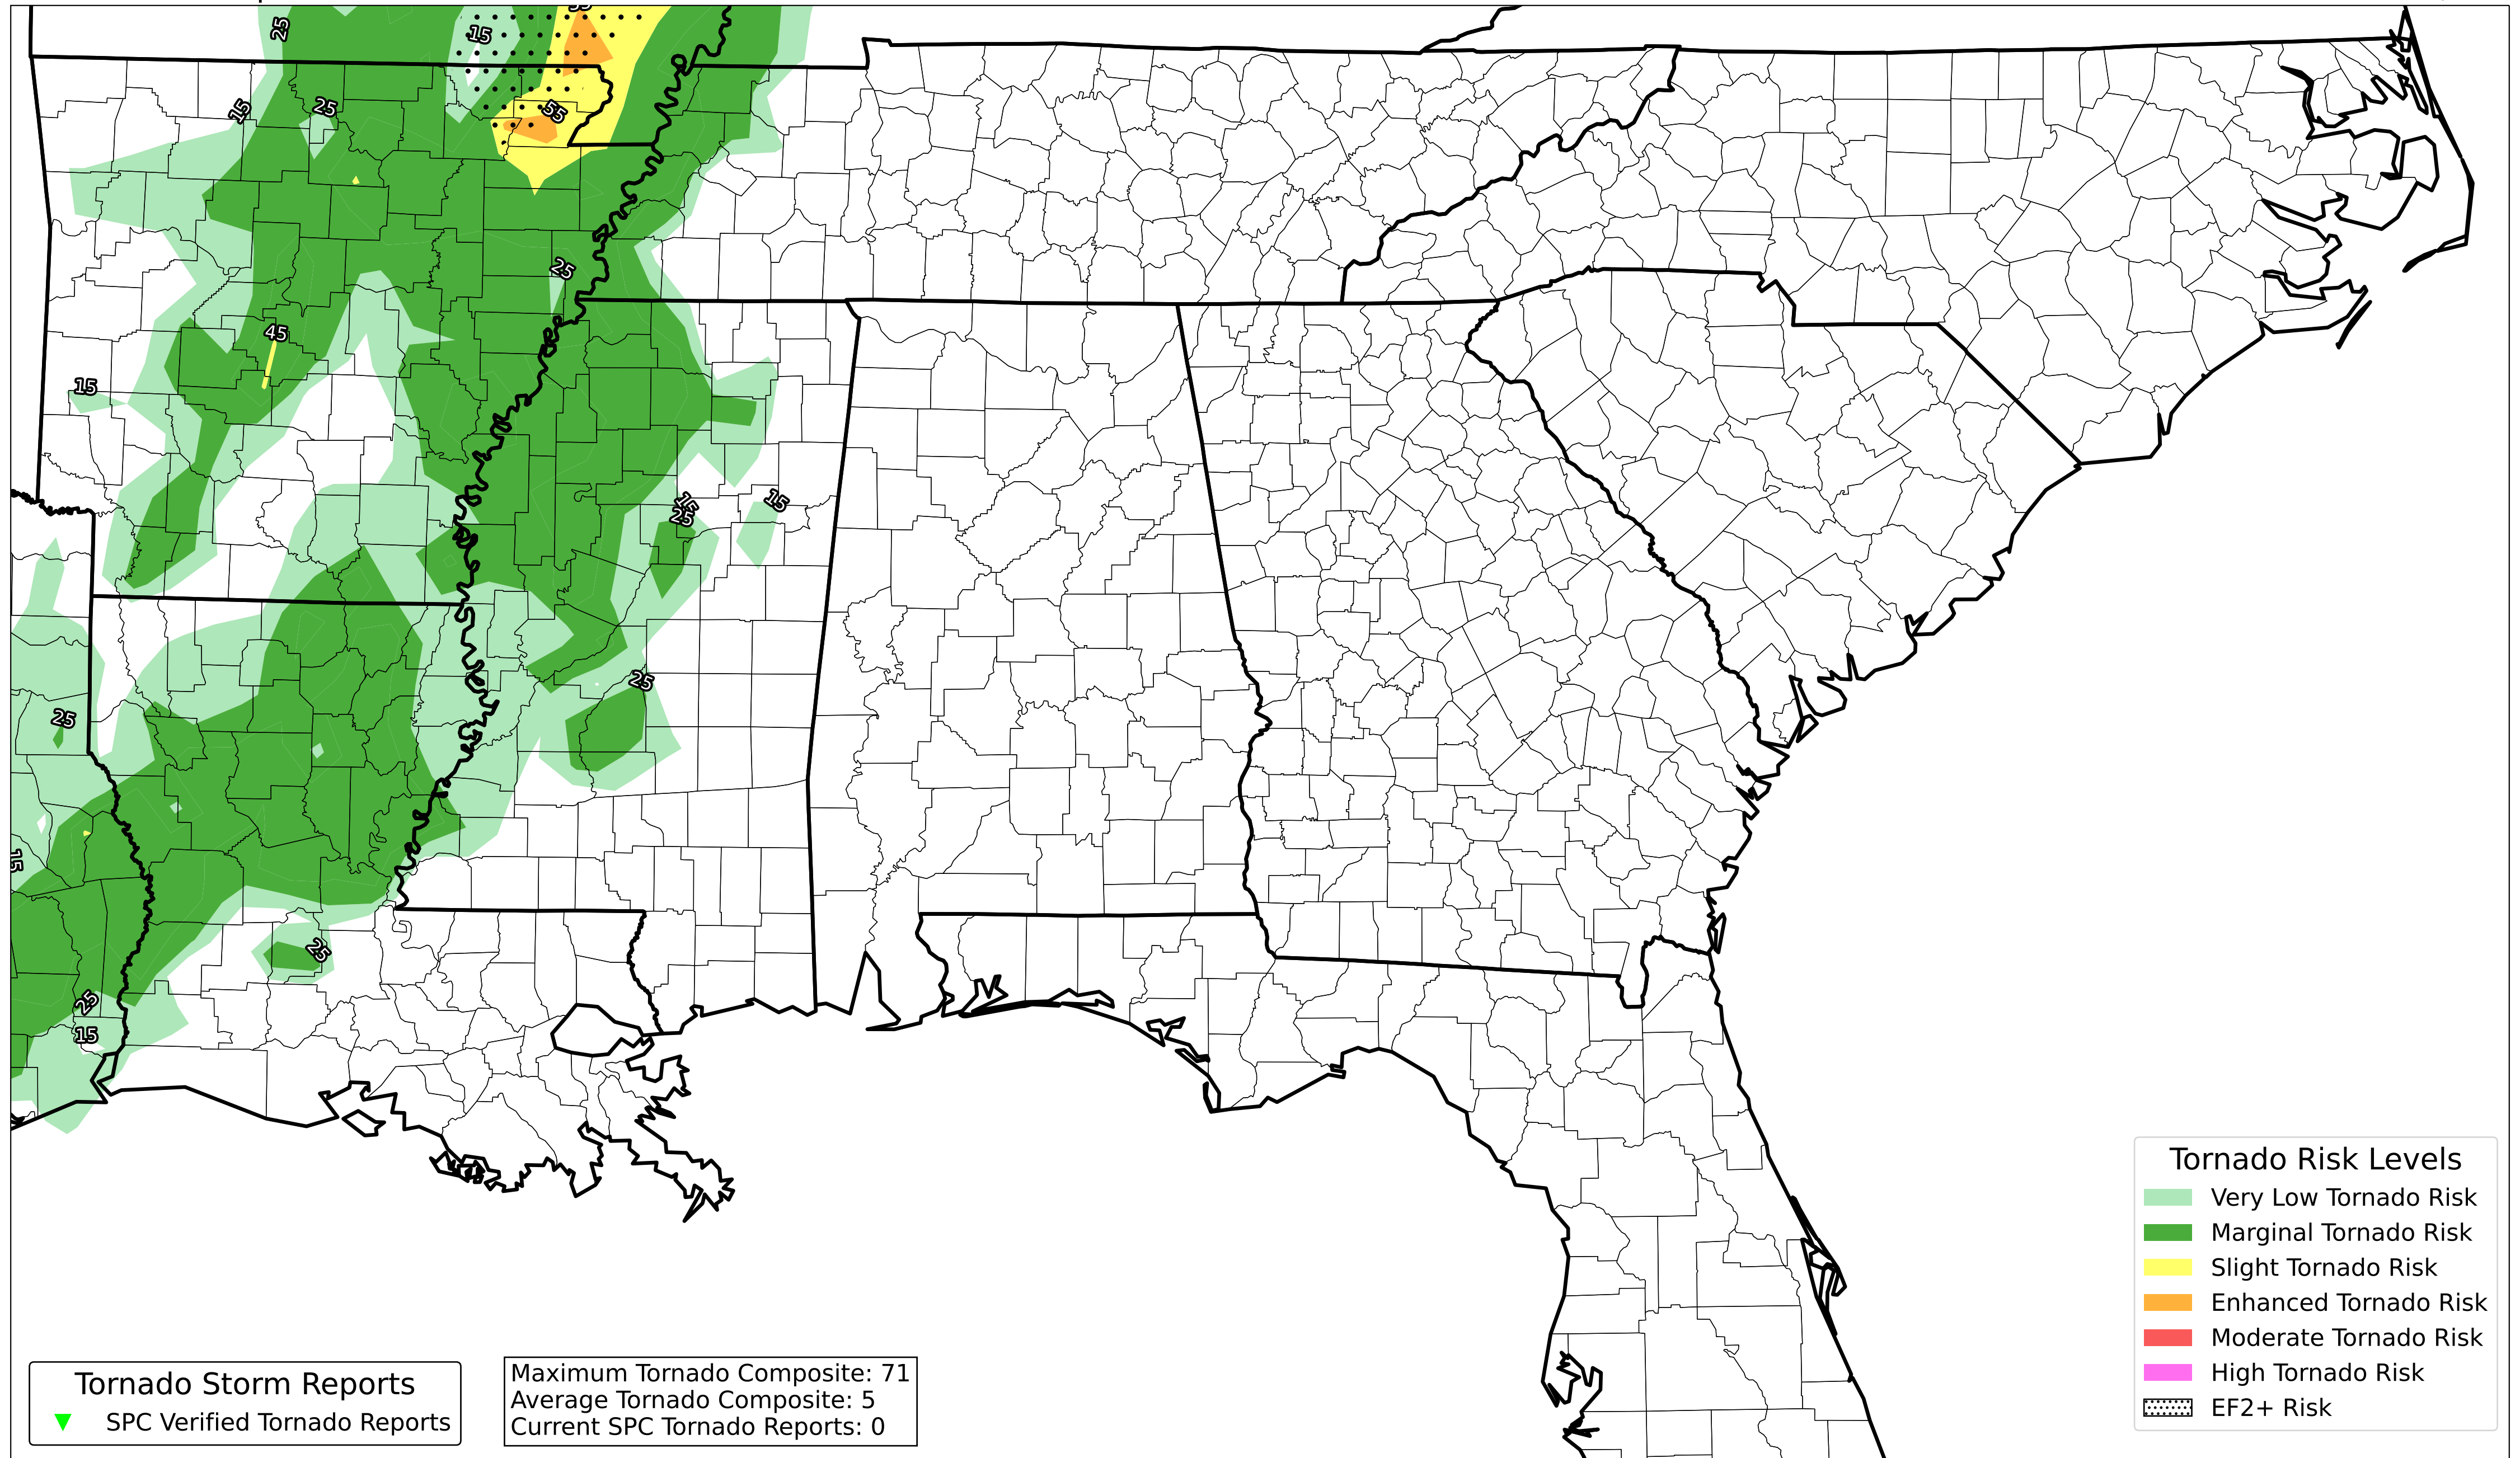 25
15
55
15
25
55
25
45
15
15
25
15
25
25
15
25
25
15
Tornado Risk Levels
Very Low Tornado Risk
Marginal Tornado Risk
Slight Tornado Risk
Enhanced Tornado Risk
Moderate Tornado Risk
High Tornado Risk
EF2+ Risk
Tornado Storm Reports
SPC Verified Tornado Reports
Maximum Tornado Composite: 71
Average Tornado Composite: 5
Current SPC Tornado Reports: 0